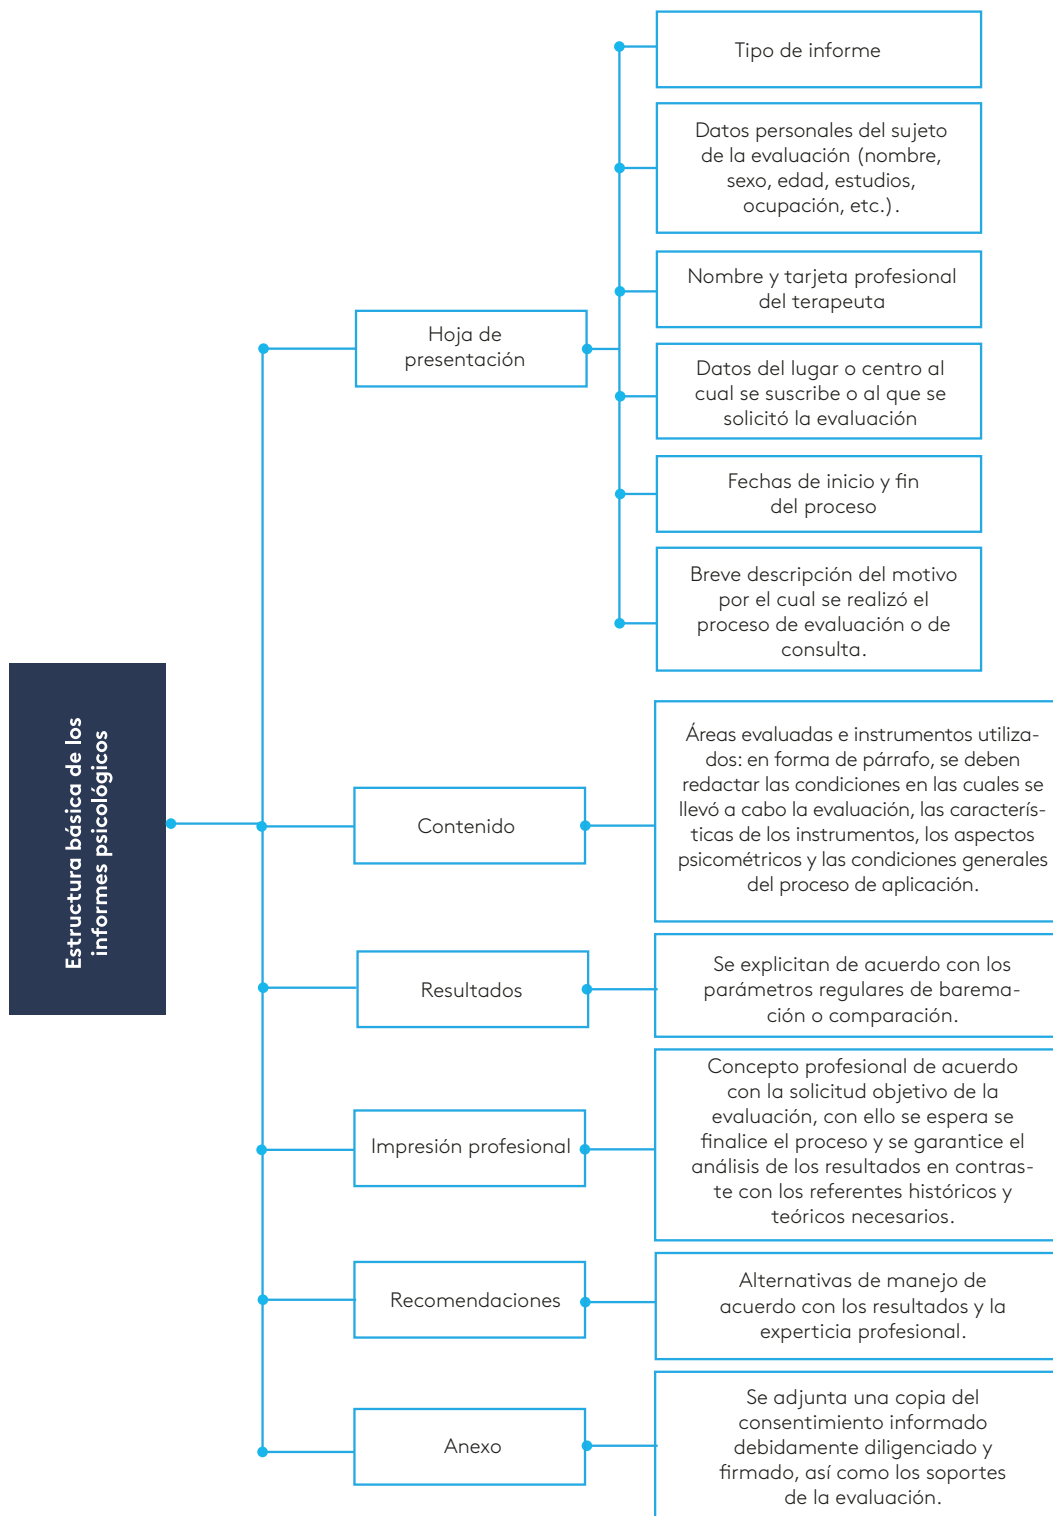 Estructura básica de los
informes psicológicos
Hoja de
presentación
Tipo de informe
Datos personales del sujeto
de la evaluación (nombre,
sexo, edad, estudios,
ocupación, etc.).
Nombre y tarjeta profesional
del terapeuta
Datos del lugar o centro al
cual se suscribe o al que se
solicitó la evaluación
Fechas de inicio y fin
del proceso
Breve descripción del motivo
por el cual se realizó el
proceso de evaluación o de
consulta.
Contenido
Áreas evaluadas e instrumentos utiliza-
dos: en forma de párrafo, se deben
redactar las condiciones en las cuales se
llevó a cabo la evaluación, las caracterís-
ticas de los instrumentos, los aspectos
psicométricos y las condiciones generales
del proceso de aplicación.
Resultados
Se explicitan de acuerdo con los
parámetros regulares de barema-
ción o comparación.
Impresión profesional
Concepto profesional de acuerdo
con la solicitud objetivo de la
evaluación, con ello se espera se
finalice el proceso y se garantice el
análisis de los resultados en contras-
te con los referentes históricos y
teóricos necesarios.
Recomendaciones
Alternativas de manejo de
acuerdo con los resultados y la
experticia profesional.
Anexo
Se adjunta una copia del
consentimiento informado
debidamente diligenciado y
firmado, así como los soportes
de la evaluación.